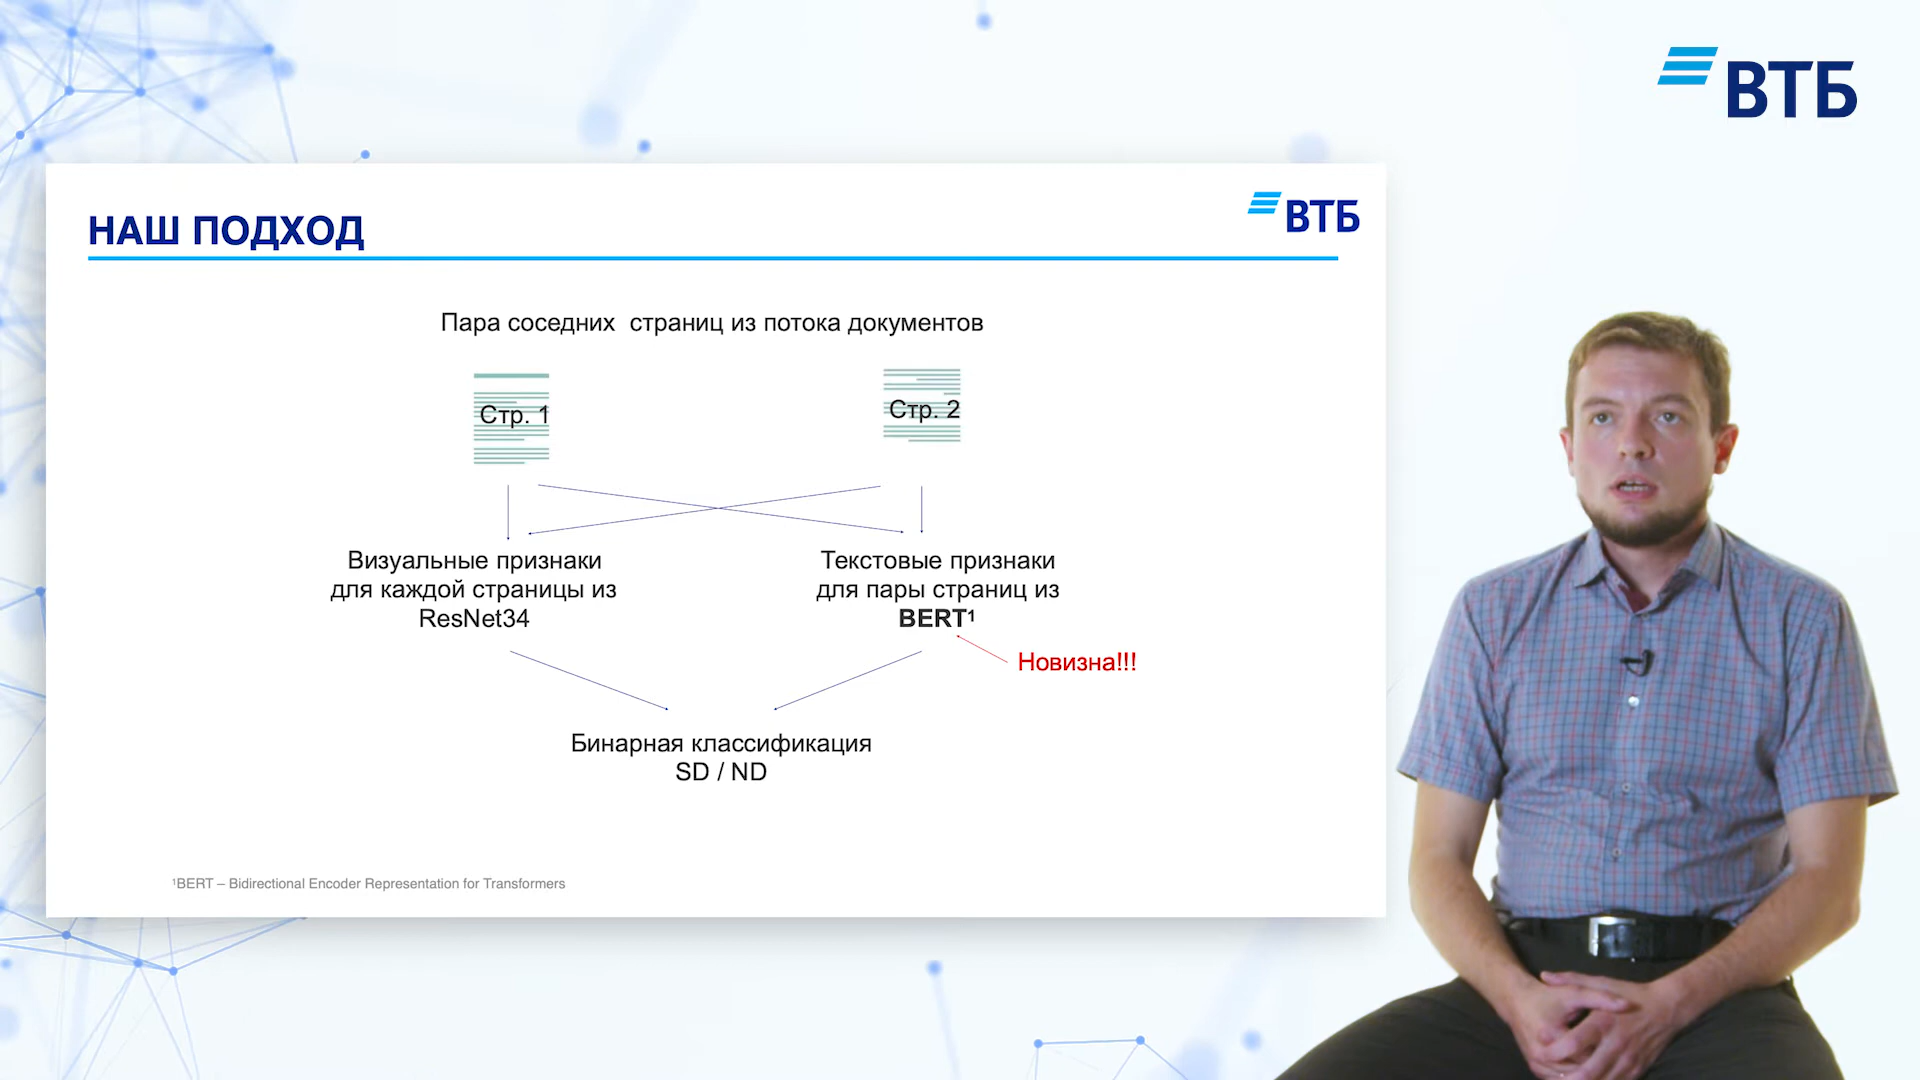 ВТБ
НАШ ПОДХОД
ВТБ
Пара соседних  страниц из потока документов
Стр. 1
Стр. 2
Визуальные признаки
для каждой страницы из
ResNet34
Текстовые признаки
для пары страниц из
BERT¹
Новизна!!!
Бинарная классификация
SD / ND
¹BERT – Bidirectional Encoder Representation for Transformers